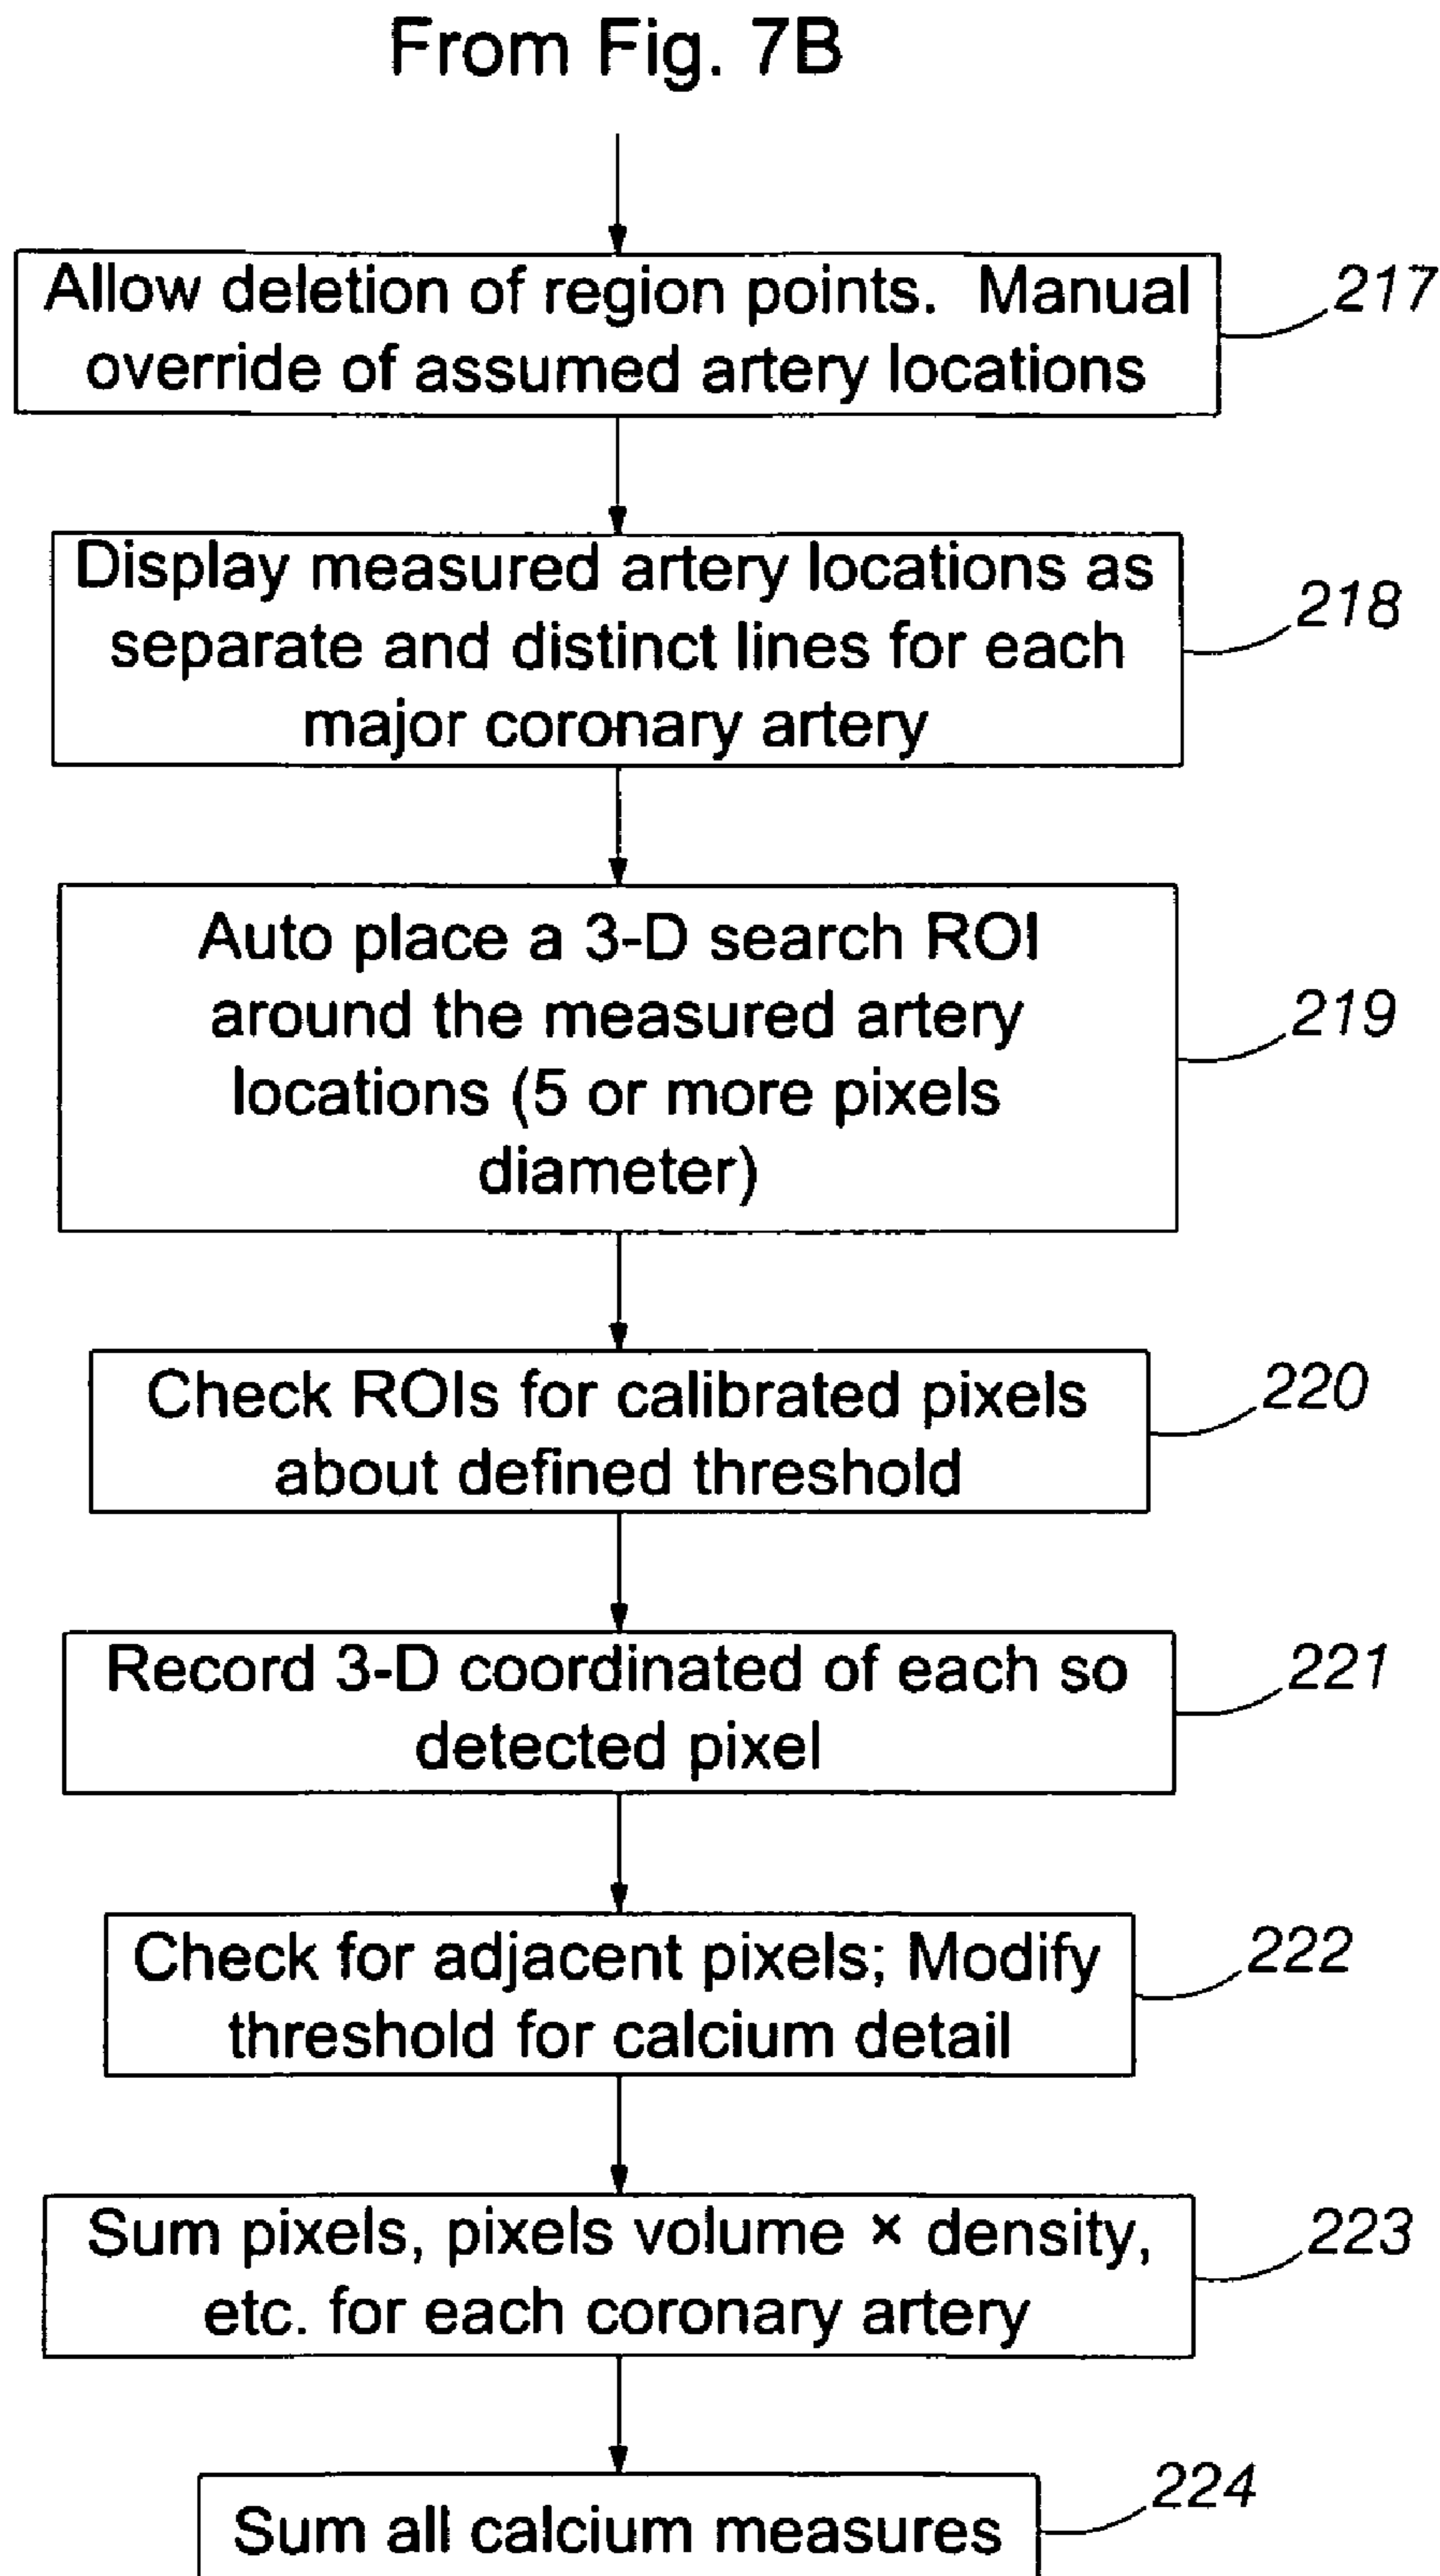 From Fig. 7B
Allow deletion of region points. Manual
override of assumed artery locations
217
Display measured artery locations as
separate and distinct lines for each
major coronary artery
218
Auto place a 3-D search ROI
around the measured artery
locations (5 or more pixels
diameter)
219
Check ROIs for calibrated pixels
about defined threshold
220
Record 3-D coordinated of each so
detected pixel
221
Check for adjacent pixels; Modify
threshold for calcium detail
222
Sum pixels, pixels volume × density,
etc. for each coronary artery
223
Sum all calcium measures
224